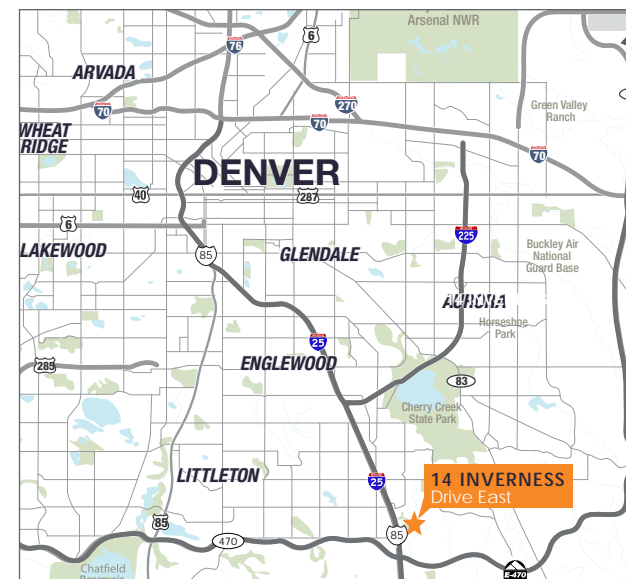 Arsenal NWR
6
76
ARVADA
270
70
70
Green Valley
Ranch
WHEAT
RIDGE
70
DENVER
40
287
6
225
LAKEWOOD
85
GLENDALE
Buckley Air
National
Guard Base
AURORA
Horseshoe
Park
25
285
ENGLEWOOD
83
Cherry Creek
State Park
LITTLETON
25
14 INVERNESS
Drive East
85
85
470
E-470
Chatfield